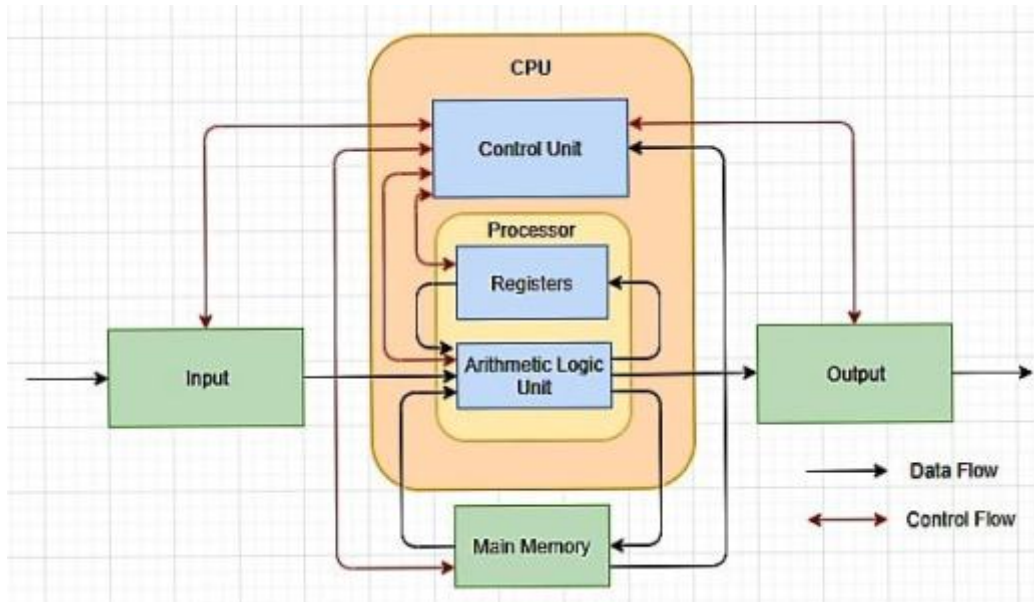 CPU
Control Unit
Processor
Registers
Input
Arithmetic Logic
Unit
Output
Data Flow
Control Flow
Main Memory